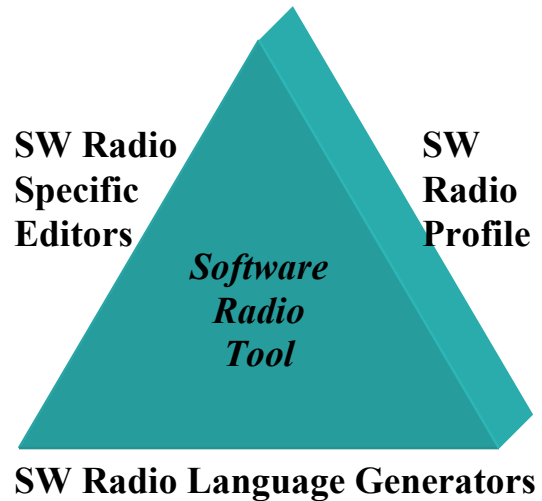 SW Radio
Specific
Editors
SW
Radio
Profile
Software
Radio
Tool
SW Radio Language Generators